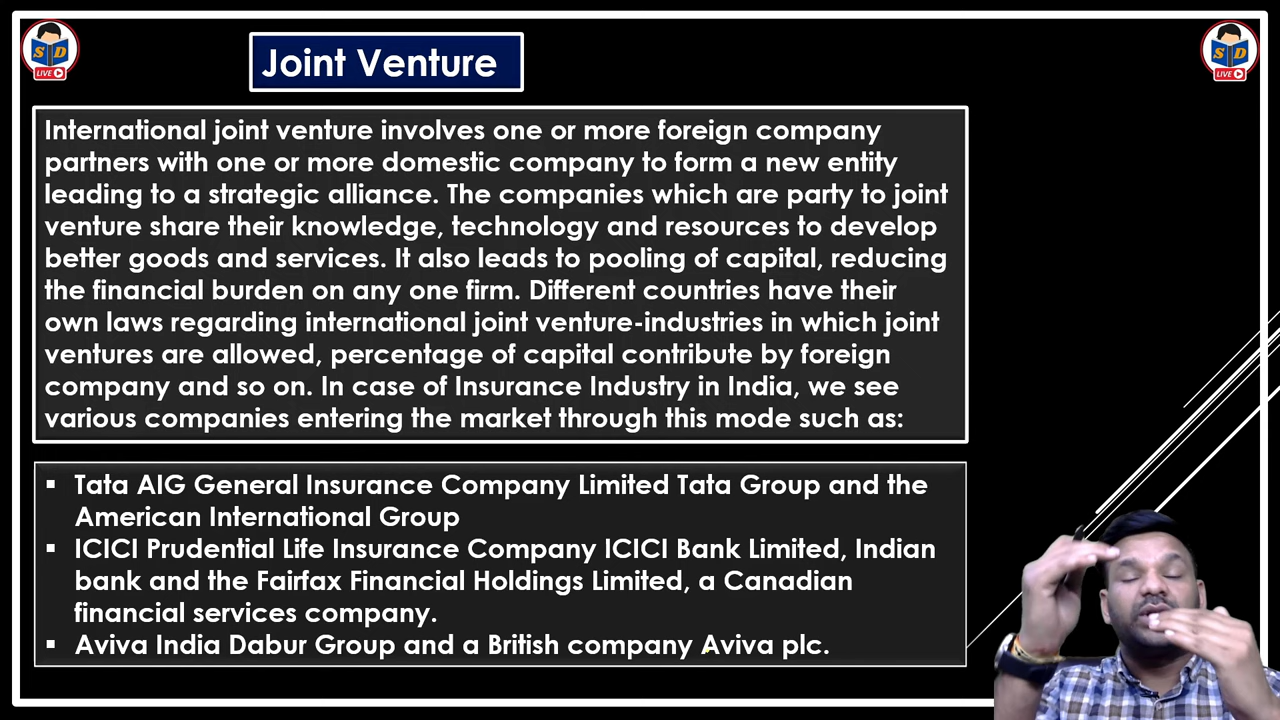 S D
LIVE
S D
LIVE
Joint Venture
International joint venture involves one or more foreign company
partners with one or more domestic company to form a new entity
leading to a strategic alliance. The companies which are party to joint
venture share their knowledge, technology and resources to develop
better goods and services. It also leads to pooling of capital, reducing
the financial burden on any one firm. Different countries have their
own laws regarding international joint venture-industries in which joint
ventures are allowed, percentage of capital contribute by foreign
company and so on. In case of Insurance Industry in India, we see
various companies entering the market through this mode such as:
▪ Tata AIG General Insurance Company Limited Tata Group and the
American International Group
▪ ICICI Prudential Life Insurance Company ICICI Bank Limited, Indian
bank and the Fairfax Financial Holdings Limited, a Canadian
financial services company.
▪ Aviva India Dabur Group and a British company Aviva plc.